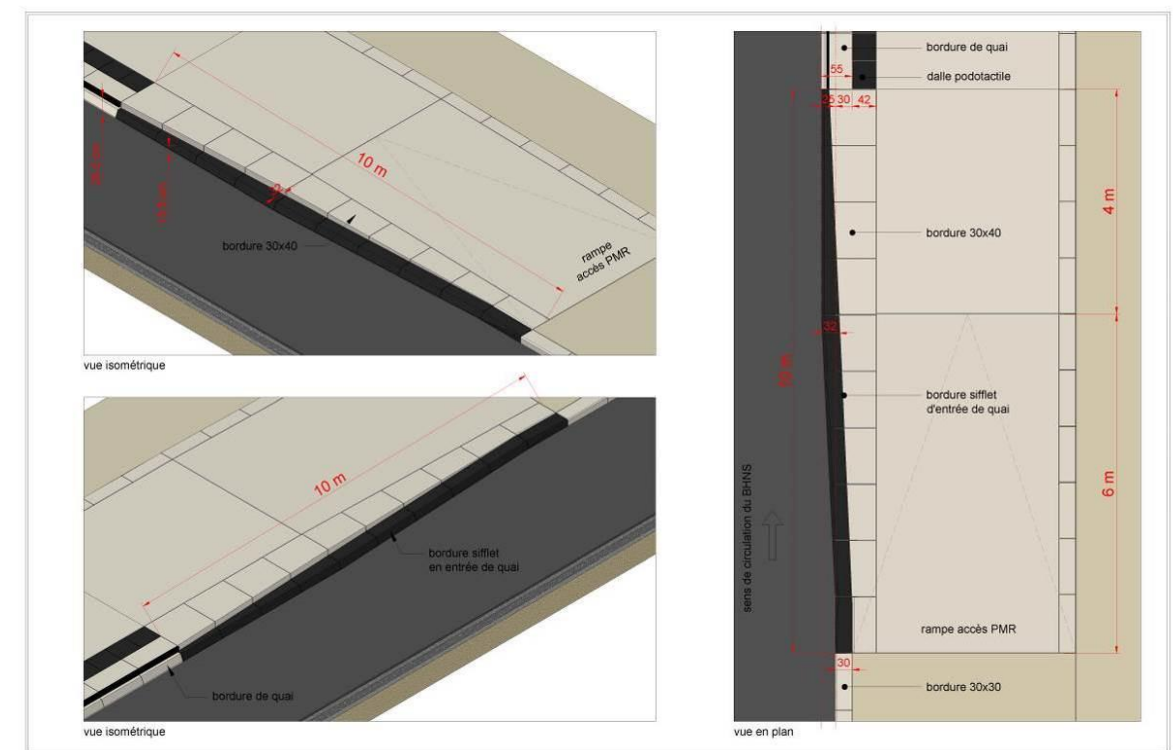 10 m
32
bordure 30x40
rampe
accès PMR
vue isométrique
10 m
bordure sifflet
en entrée de quai
bordure de quai
vue isométrique
bordure de quai
55
dalle podotactile
25 30 42
4 m
bordure 30x40
32
10 m
bordure sifflet
d'entrée de quai
6 m
sens de circulation du BHNS
rampe accès PMR
30
bordure 30x30
vue en plan